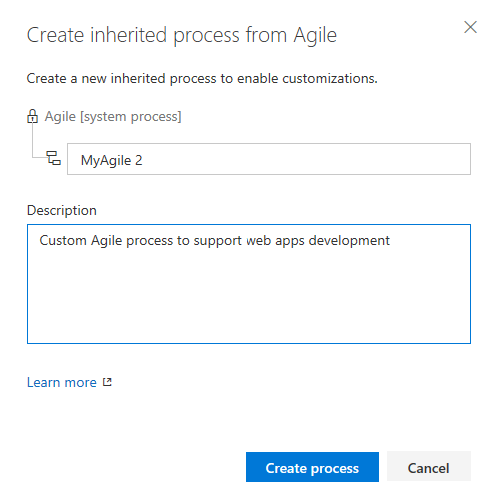 Create inherited process from Agile
Create a new inherited process to enable customizations.
Agile [system process]
MyAgile 2
Description
Custom Agile process to support web apps development
Learn more
Create process
Cancel